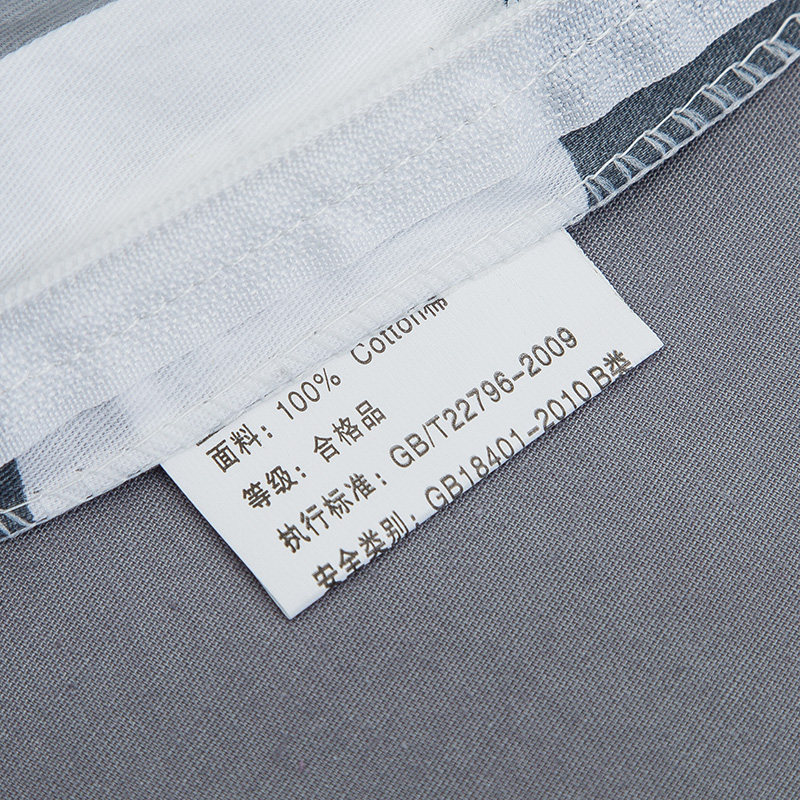 面料：100% Cotton棉
等级：合格品
执行标准：GB/T22796-2009
安全类别：GB18401-2010 B类